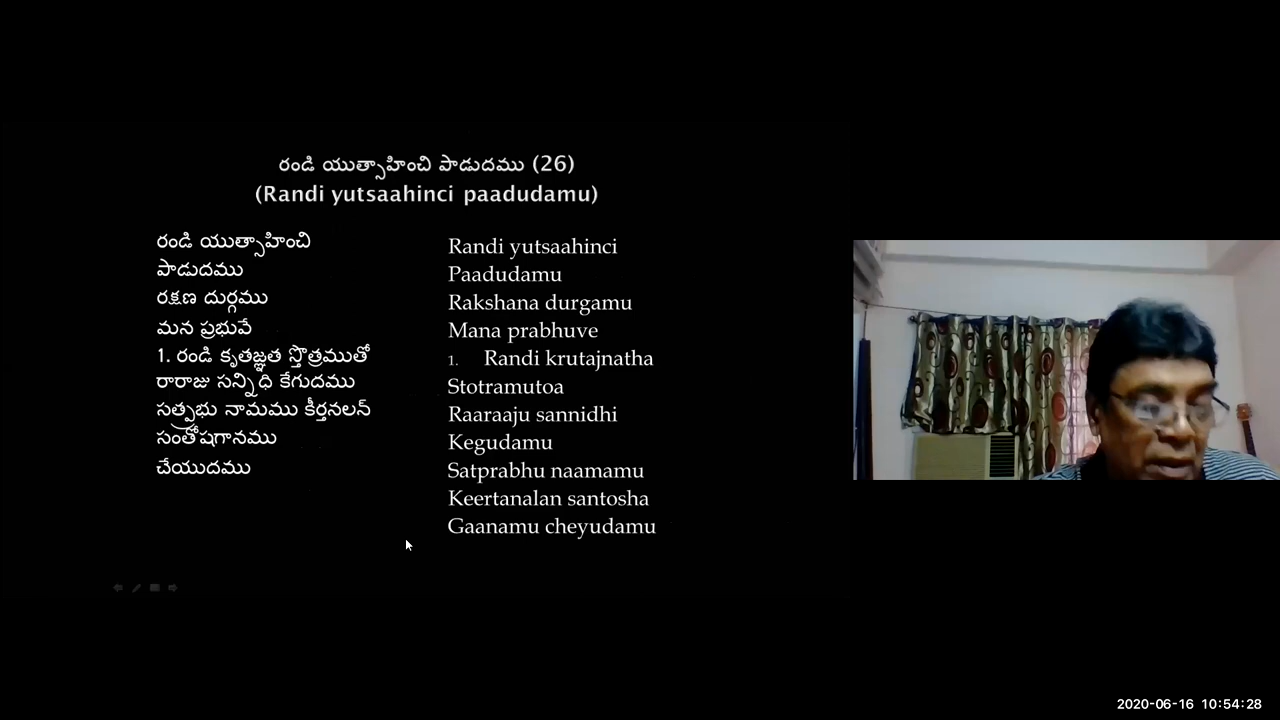 రండి యుత్సాహించి పాడుదము (26)
(Randi yutsaahinci paadudamu)
రండి యుత్సాహించి
పాడుదము
రక్షణ దుర్గము
మన ప్రభువే
1. రండి కృతజ్ఞత స్తొత్రముతో
రారాజు సన్నిధి కేగుదము
సత్ప్రభు నామము కీర్తనలన్
సంతోషగానము
చేయుదము
Randi yutsaahinci
Paadudamu
Rakshana durgamu
Mana prabhuve
1. Randi krutajnatha
Stotramutoa
Raaraaju sannidhi
Kegudamu
Satprabhu naamamu
Keertanalan santosha
Gaanamu cheyudamu
2020-06-16 10:54:28